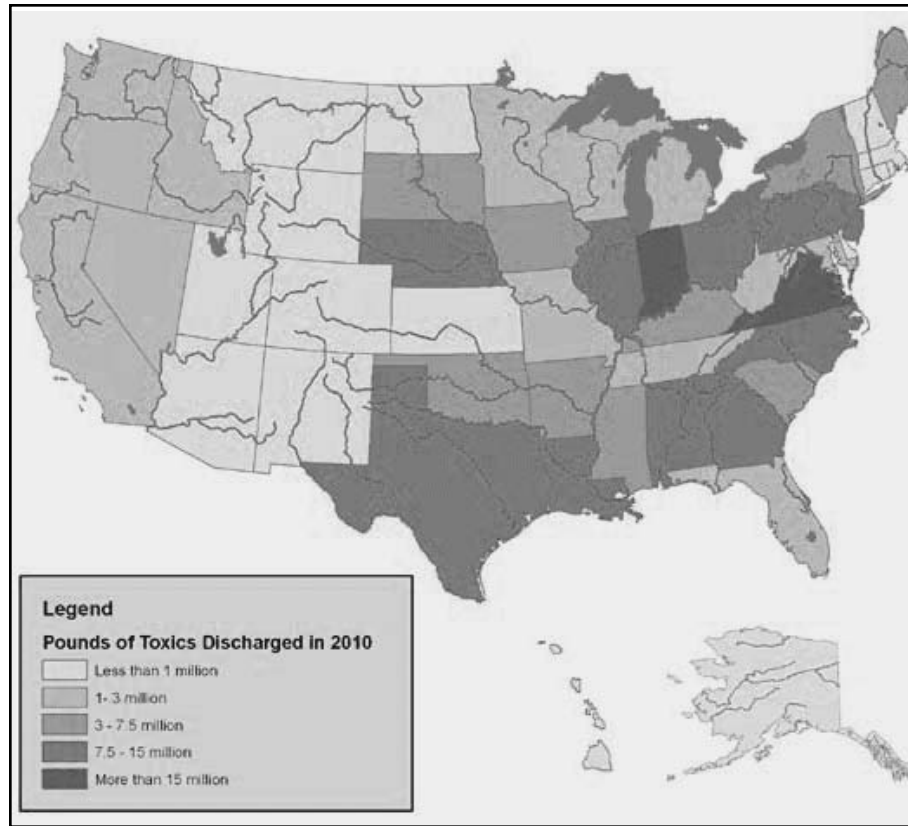 Legend
Pounds of Toxics Discharged in 2010
Less than 1 million
1- 3 million
3 - 7.5 million
7.5 - 15 million
More than 15 million